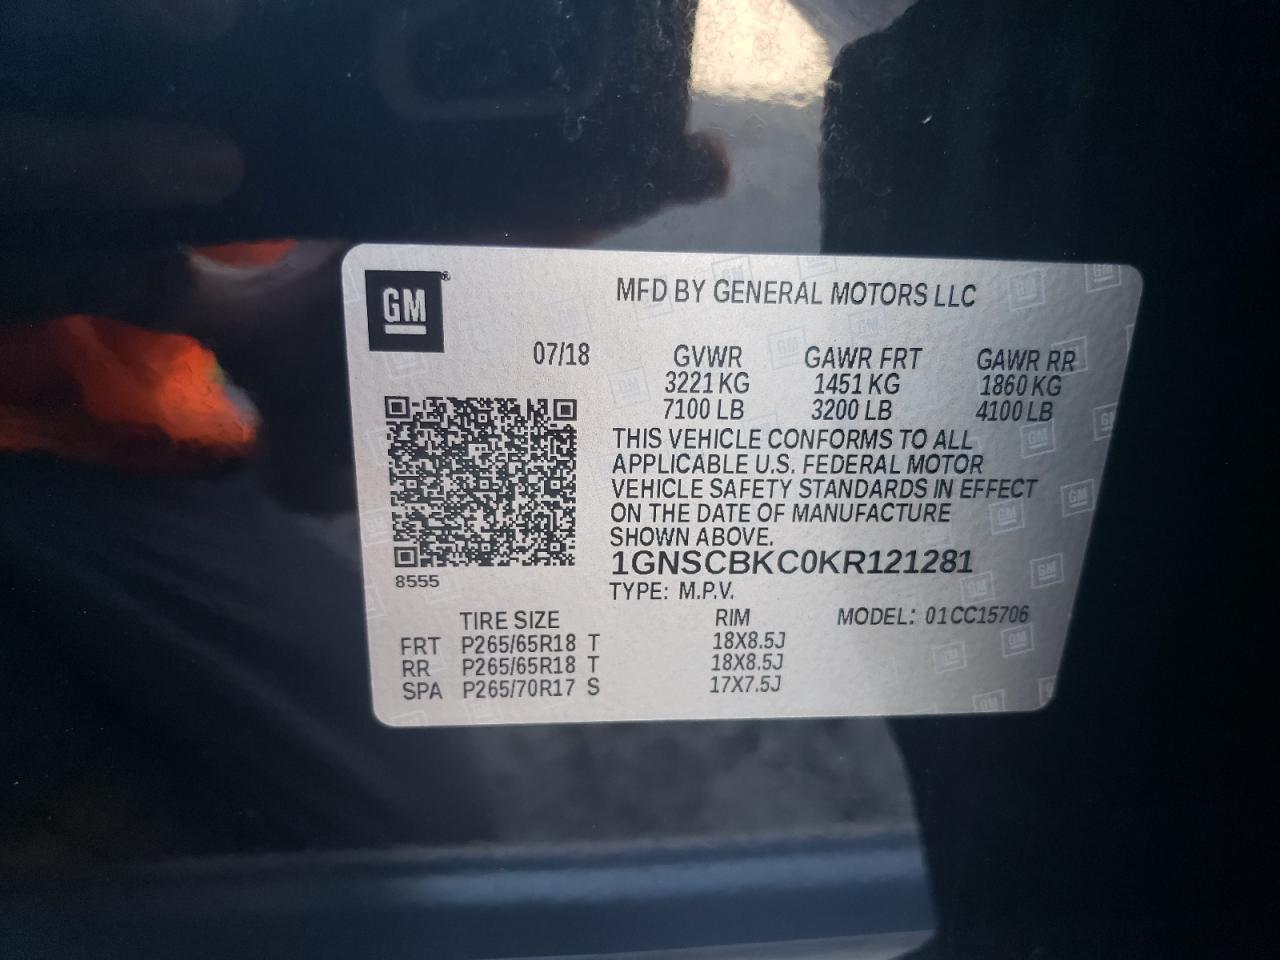 GM
MFD BY GENERAL MOTORS LLC
07/18 GVWR GAWR FRT GAWR RR
3221 KG 1451 KG 1860 KG
7100 LB 3200 LB 4100 LB
THIS VEHICLE CONFORMS TO ALL
APPLICABLE U.S. FEDERAL MOTOR
VEHICLE SAFETY STANDARDS IN EFFECT
ON THE DATE OF MANUFACTURE
SHOWN ABOVE.
1GNSCBKC0KR121281
8555
TYPE: M.P.V.
TIRE SIZE RIM MODEL: 01CC15706
FRT P265/65R18 T 18X8.5J
RR P265/65R18 T 18X8.5J
SPA P265/70R17 S 17X7.5J